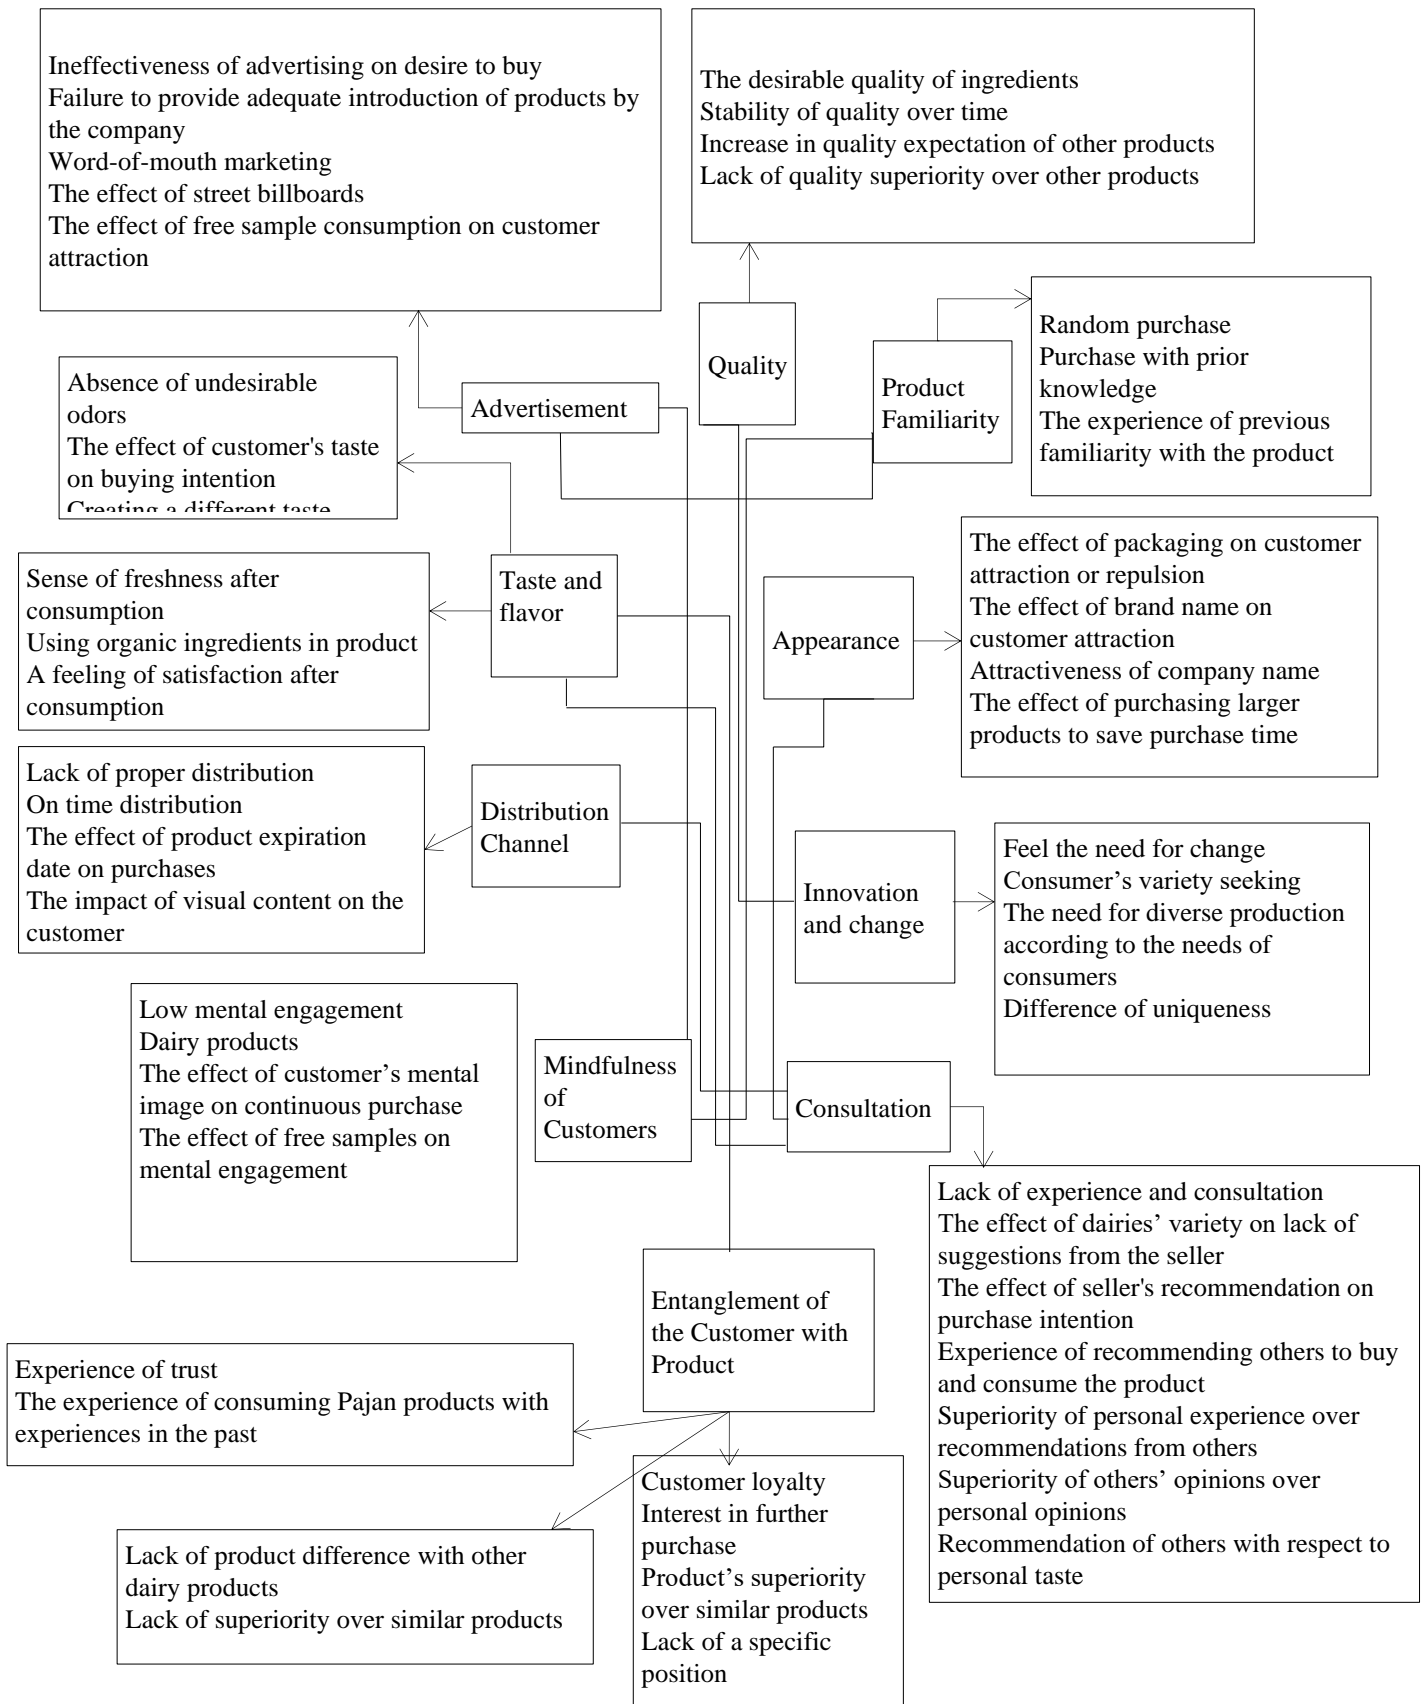 Ineffectiveness of advertising on desire to buy
Failure to provide adequate introduction of products by
the company
Word-of-mouth marketing
The effect of street billboards
The effect of free sample consumption on customer
attraction
The desirable quality of ingredients
Stability of quality over time
Increase in quality expectation of other products
Lack of quality superiority over other products
Quality
Product
Familiarity
Random purchase
Purchase with prior
knowledge
The experience of previous
familiarity with the product
Advertisement
Absence of undesirable
odors
The effect of customer's taste
on buying intention
Creating a different taste
Taste and
flavor
Sense of freshness after
consumption
Using organic ingredients in product
A feeling of satisfaction after
consumption
Appearance
The effect of packaging on customer
attraction or repulsion
The effect of brand name on
customer attraction
Attractiveness of company name
The effect of purchasing larger
products to save purchase time
Lack of proper distribution
On time distribution
The effect of product expiration
date on purchases
The impact of visual content on the
customer
Distribution
Channel
Innovation
and change
Feel the need for change
Consumer’s variety seeking
The need for diverse production
according to the needs of
consumers
Difference of uniqueness
Low mental engagement
Dairy products
The effect of customer’s mental
image on continuous purchase
The effect of free samples on
mental engagement
Mindfulness
of
Customers
Consultation
Lack of experience and consultation
The effect of dairies’ variety on lack of
suggestions from the seller
The effect of seller's recommendation on
purchase intention
Experience of recommending others to buy
and consume the product
Superiority of personal experience over
recommendations from others
Superiority of others’ opinions over
personal opinions
Recommendation of others with respect to
personal taste
Entanglement of
the Customer with
Product
Experience of trust
The experience of consuming Pajan products with
experiences in the past
Lack of product difference with other
dairy products
Lack of superiority over similar products
Customer loyalty
Interest in further
purchase
Product’s superiority
over similar products
Lack of a specific
position